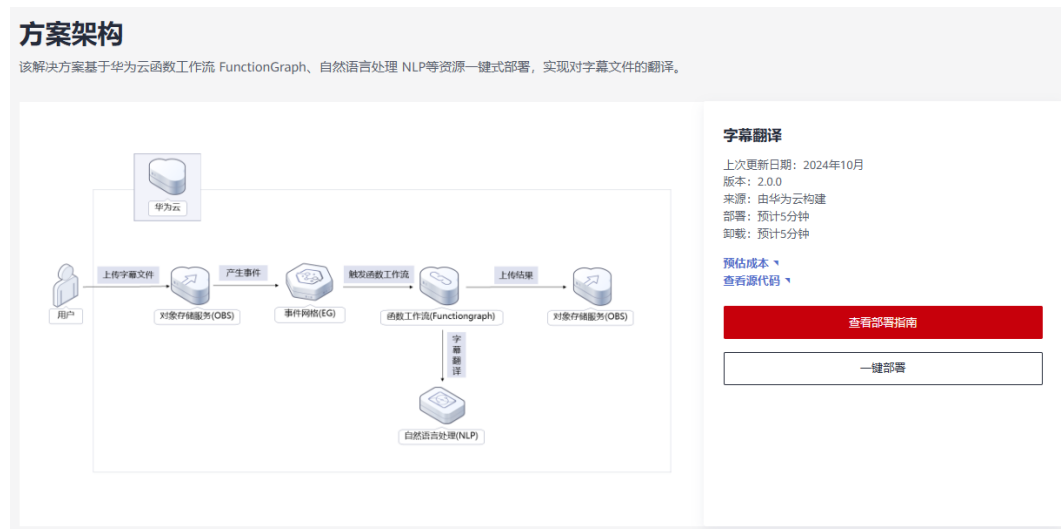 方案架构
该解决方案基于华为云函数工作流 FunctionGraph、自然语言处理 NLP等资源一键式部署，实现对字幕文件的翻译。
华为云
上传字幕文件
产生事件
触发函数工作流
上传结果
用户
对象存储服务(OBS)
事件网格(EG)
函数工作流(Functiongraph)
对象存储服务(OBS)
字幕翻译
自然语言处理(NLP)
字幕翻译
上次更新日期：2024年10月
版本：2.0.0
来源：由华为云构建
部署：预计5分钟
卸载：预计5分钟
预估成本
查看源代码
查看部署指南
一键部署